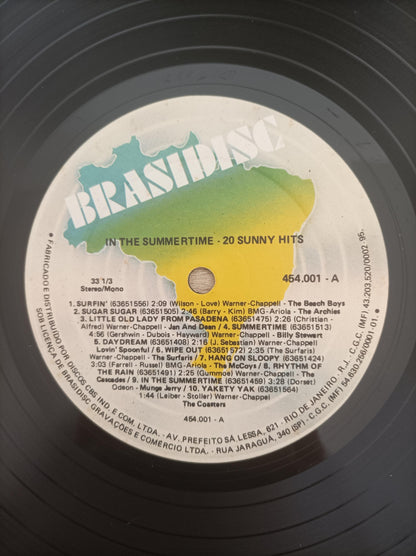 BRASIDISC
IN THE SUMMERTIME - 20 SUNNY HITS
33 1/3
Stereo/Mono
454.001 - A
1. SURFIN' (63651556) 2:09 (Wilson - Love) Warner-Chappell - The Beach Boys
2. SUGAR SUGAR (63651505) 2:46 (Barry - Kim) BMG-Ariola - The Archies
3. LITTLE OLD LADY FROM PASADENA (63651475) 2:26 (Christian -
Alfred) Warner-Chappell - Jan And Dean / 4. SUMMERTIME (63651513)
4:56 (Gershwin - Dubois - Hayward) Warner-Chappell - Billy Stewart
5. DAYDREAM (63651408) 2:16 (J. Sebastian) Warner-Chappell -
Lovin' Spoonful / 6. WIPE OUT (63651572) 2:35 (The Surfaris)
Warner-Chappell - The Surfaris / 7. HANG ON SLOOPY (63651424)
3:03 (Farrell - Russel) BMG-Ariola - The McCoys / 8. RHYTHM OF
THE RAIN (63651491) 2:25 (Gummoe) Warner-Chappell - The
Cascades / 9. IN THE SUMMERTIME (63651459) 3:28 (Dorset)
Odeon - Mungo Jerry / 10. YAKETY YAK (63651564)
1:44 (Leiber - Stoller) Warner-Chappel
The Coasters
454.001 - A
• FABRICADO E DISTRIBUÍDO POR DISCOS CBS IND. E COM. LTDA. - AV. PREFEITO SÁ LESSA, 621 - RIO DE JANEIRO, R.J. - C.G.C. (MF) 43.203.520/0002 95 -
SOB LICENÇA DE BRASIDISC GRAVAÇÕES E COMÉRCIO LTDA. - RUA JARAGUÁ, 340 (SP) - C.G.C. (MF) 54.630.256/0001 01 •